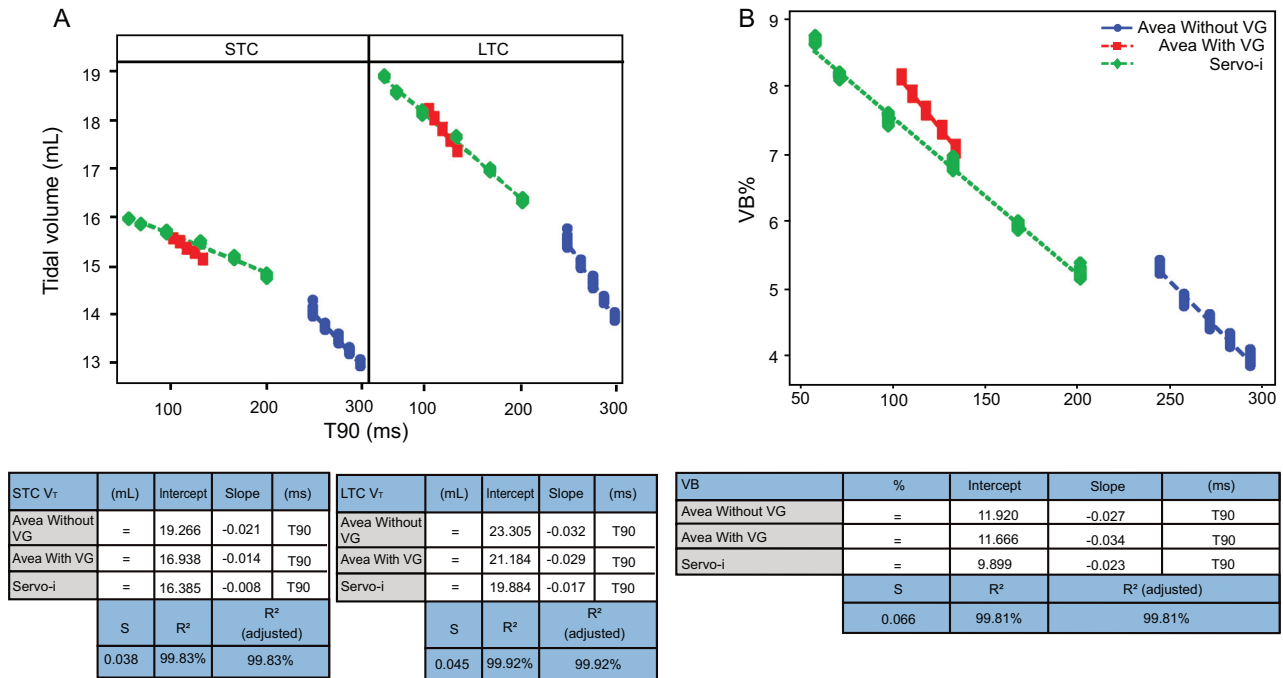 A
STC LTC
19
18
17
16
15
14
13
Tidal volume (mL)
100 200 300 100 200 300
T90 (ms)
B
Avea Without VG
Avea With VG
Servo-i
9
8
7
6
5
4
VB%
50 100 150 200 250 300
STC VT (mL) Intercept Slope (ms)
Avea Without VG = 19.266 -0.021 T90
Avea With VG = 16.938 -0.014 T90
Servo-i = 16.385 -0.008 T90
S R² R² (adjusted)
0.038 99.83% 99.83%
LTC VT (mL) Intercept Slope (ms)
Avea Without VG = 23.305 -0.032 T90
Avea With VG = 21.184 -0.029 T90
Servo-i = 19.884 -0.017 T90
S R² R² (adjusted)
0.045 99.92% 99.92%
VB % Intercept Slope (ms)
Avea Without VG = 11.920 -0.027 T90
Avea With VG = 11.666 -0.034 T90
Servo-i = 9.899 -0.023 T90
S R² R² (adjusted)
0.066 99.81% 99.81%